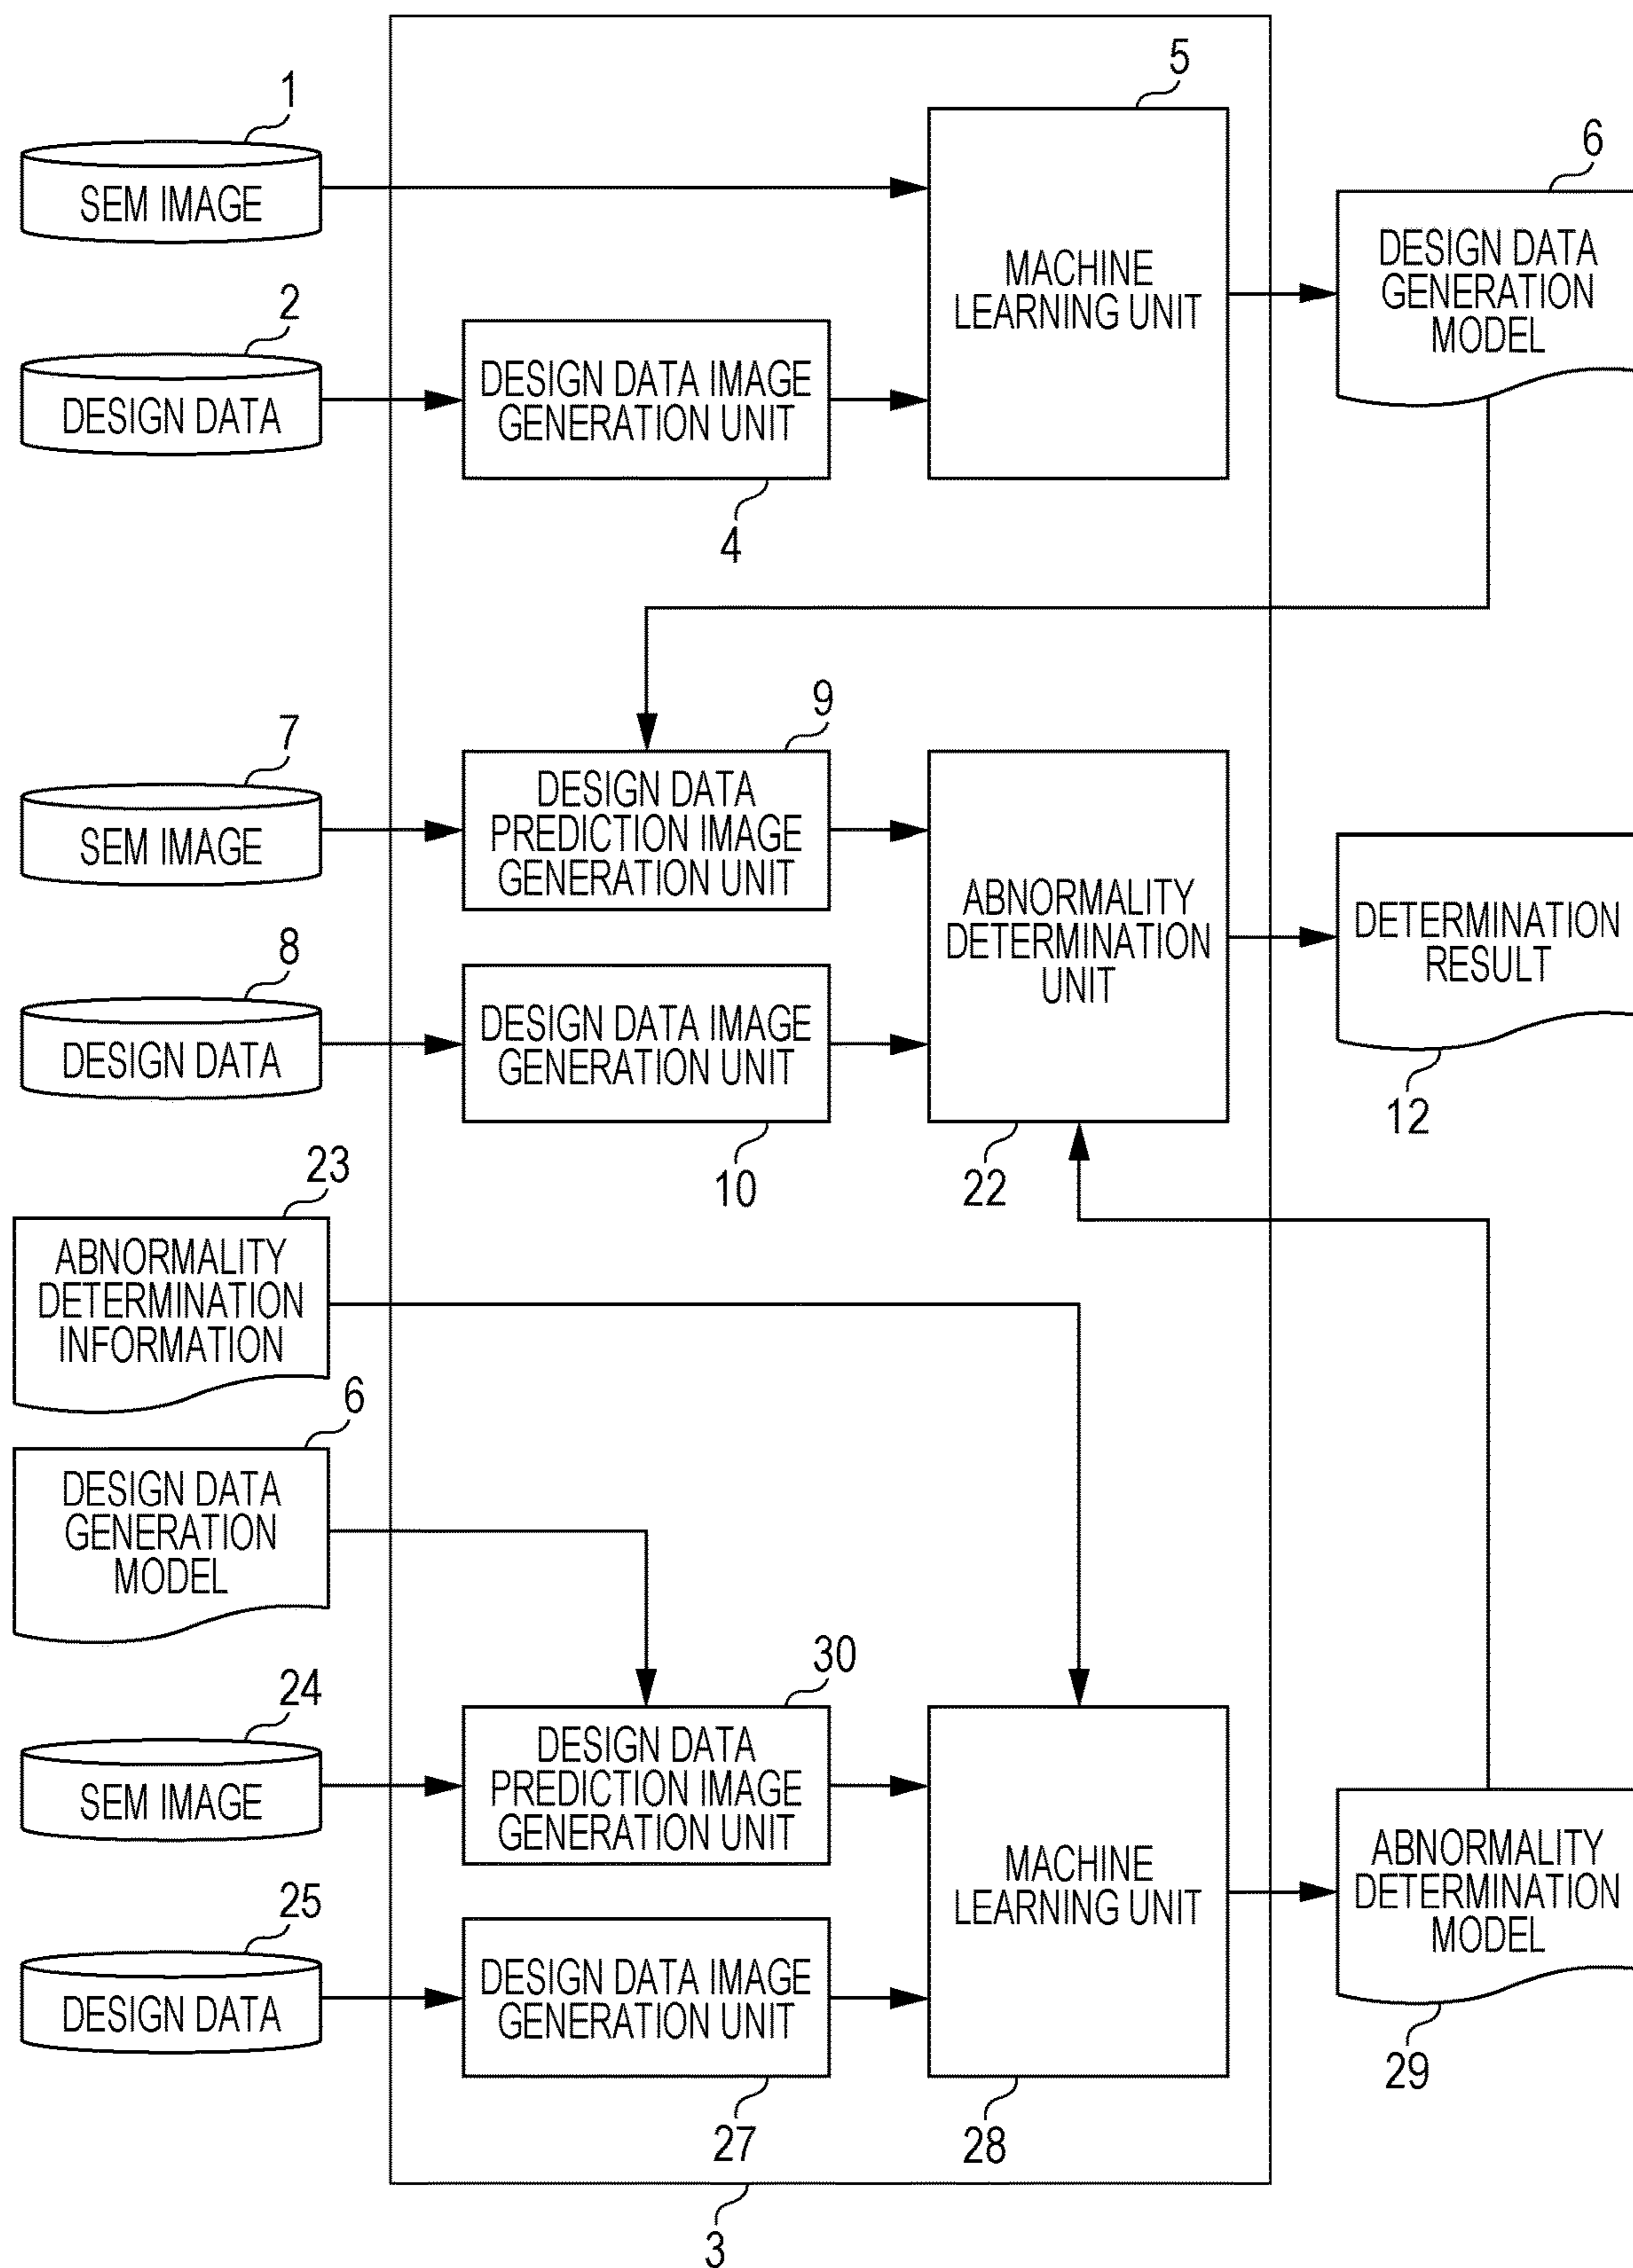 1
SEM IMAGE
2
DESIGN DATA
DESIGN DATA IMAGE
GENERATION UNIT
4
5
MACHINE
LEARNING UNIT
6
DESIGN DATA
GENERATION
MODEL
7
SEM IMAGE
8
DESIGN DATA
9
DESIGN DATA
PREDICTION IMAGE
GENERATION UNIT
DESIGN DATA IMAGE
GENERATION UNIT
10
ABNORMALITY
DETERMINATION
UNIT
22
DETERMINATION
RESULT
12
23
ABNORMALITY
DETERMINATION
INFORMATION
6
DESIGN DATA
GENERATION
MODEL
24
SEM IMAGE
25
DESIGN DATA
30
DESIGN DATA
PREDICTION IMAGE
GENERATION UNIT
DESIGN DATA IMAGE
GENERATION UNIT
27
MACHINE
LEARNING UNIT
28
ABNORMALITY
DETERMINATION
MODEL
29
3